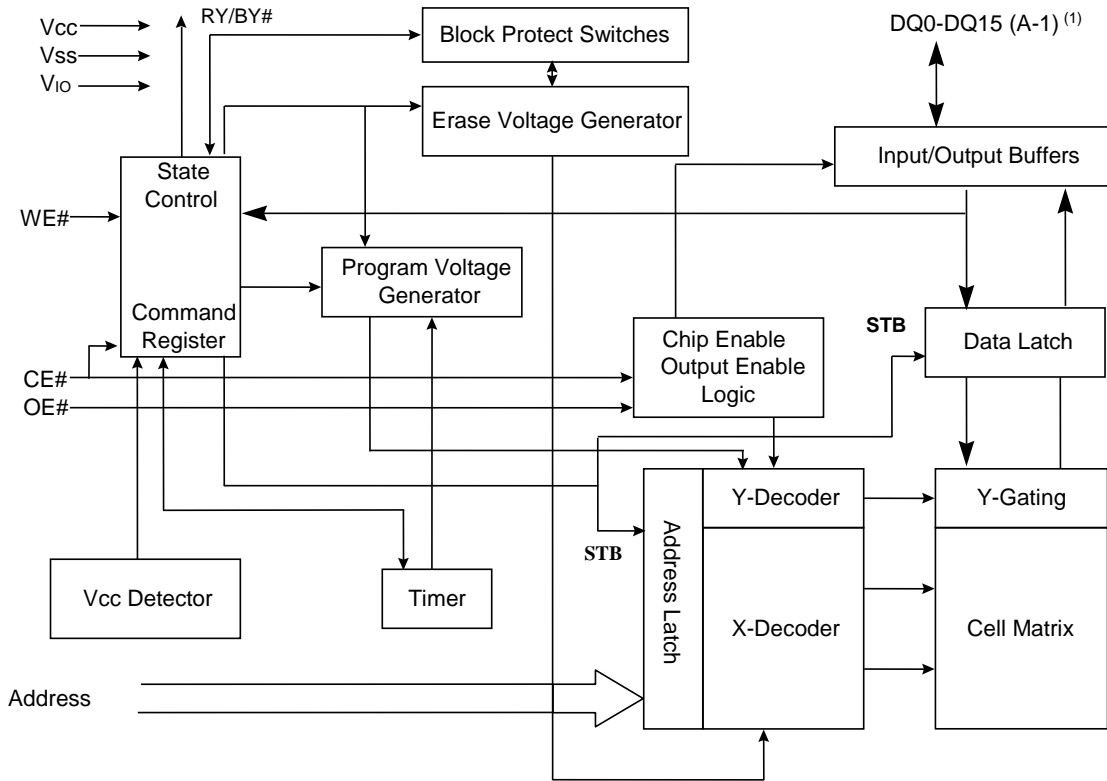 RY/BY#
Vcc
Vss
VIO
Block Protect Switches
DQ0-DQ15 (A-1) (1)
Erase Voltage Generator
Input/Output Buffers
State
Control
WE#
Program Voltage
Generator
Command
Register
STB
Chip Enable
Output Enable
Logic
Data Latch
CE#
OE#
Y-Decoder
Y-Gating
Address Latch
STB
Vcc Detector
Timer
X-Decoder
Cell Matrix
Address